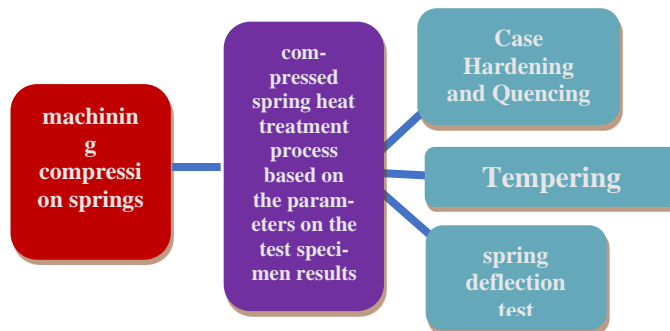 machinin
g
compressi
on springs
com-
pressed
spring heat
treatment
process
based on
the param-
eters on the
test speci-
men results
Case
Hardening
and Quencing
Tempering
spring
deflection
test